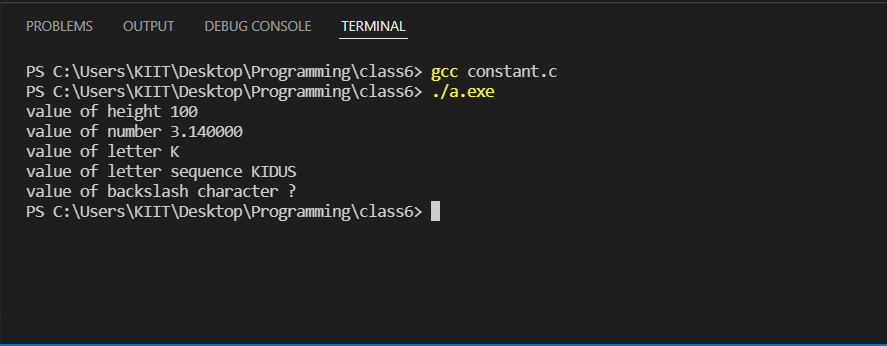 PROBLEMS OUTPUT DEBUG CONSOLE TERMINAL
PS C:\Users\KIIT\Desktop\Programming\class6> gcc constant.c
PS C:\Users\KIIT\Desktop\Programming\class6> ./a.exe
value of height 100
value of number 3.140000
value of letter K
value of letter sequence KIDUS
value of backslash character ?
PS C:\Users\KIIT\Desktop\Programming\class6>